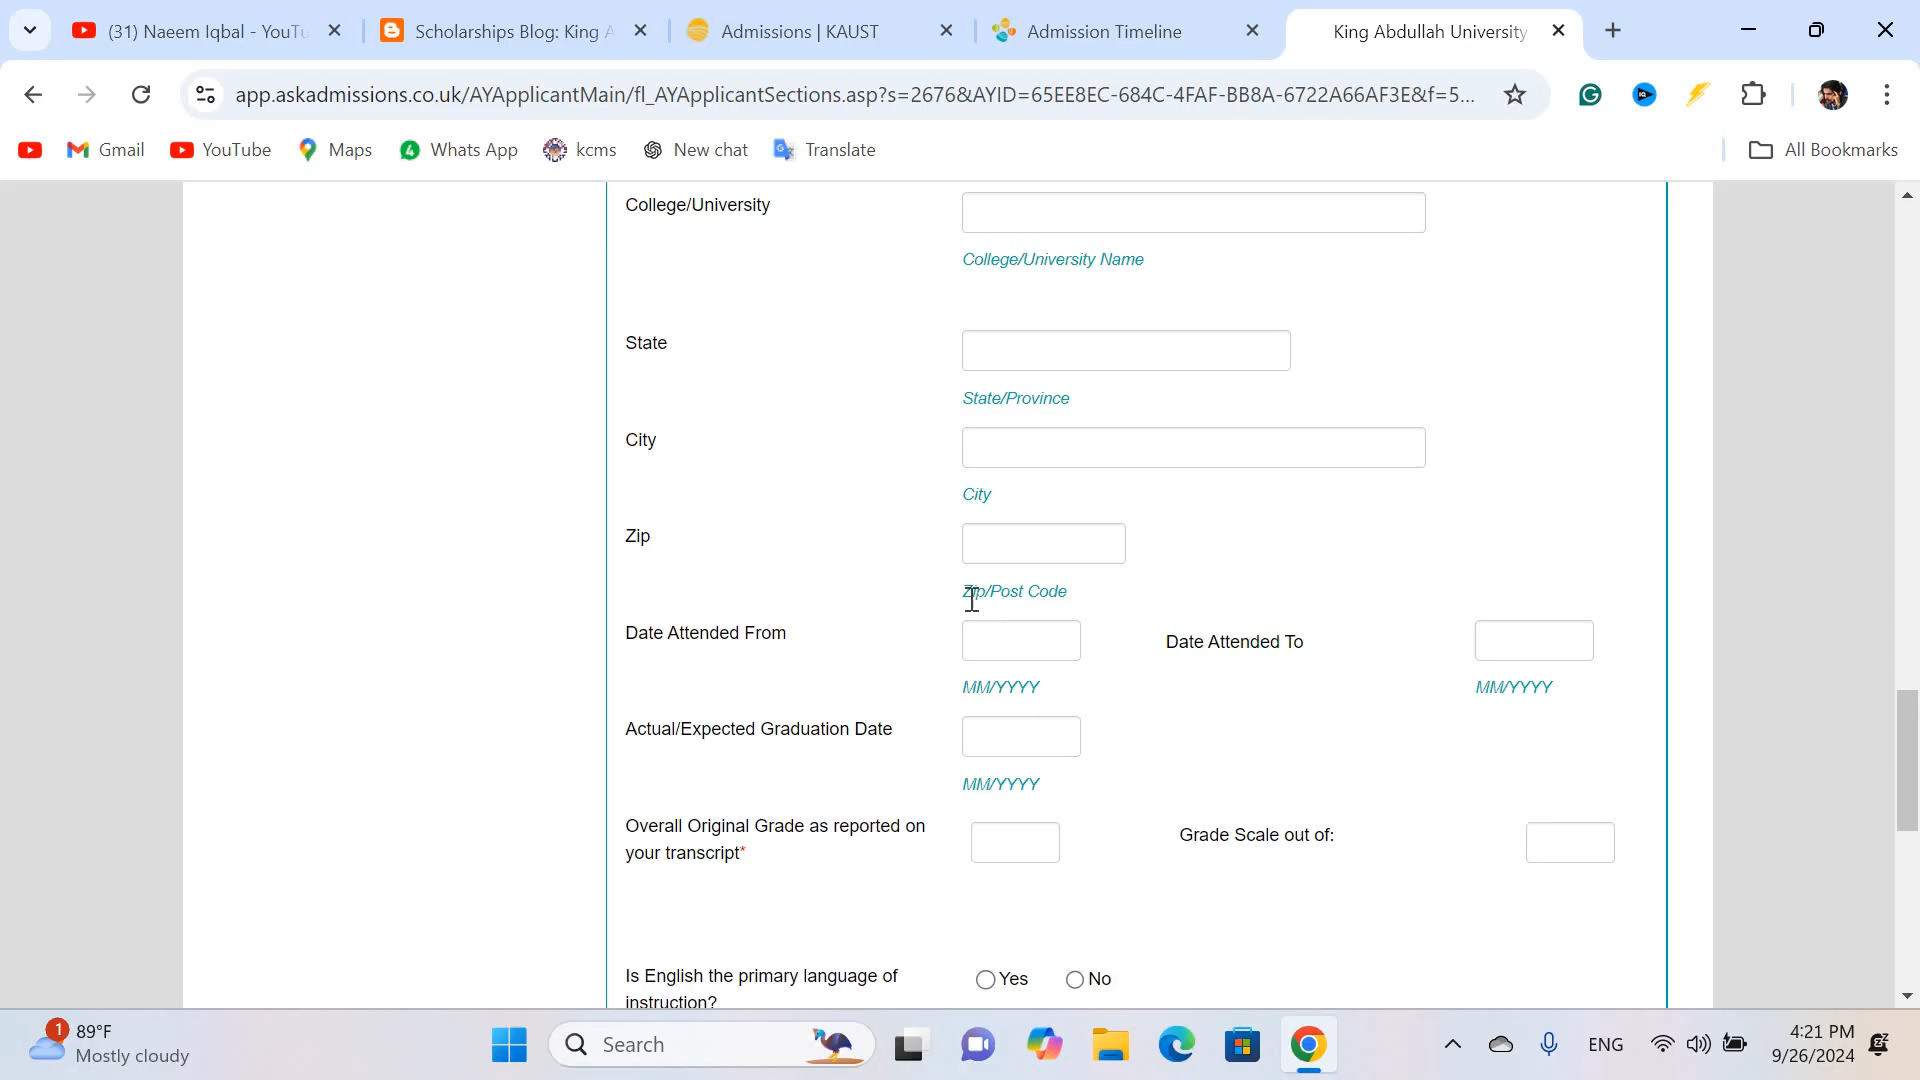 (31) Naeem Iqbal - YouTu
Scholarships Blog: King A
Admissions | KAUST
Admission Timeline
King Abdullah University
app.askadmissions.co.uk/AYApplicantMain/fl_AYApplicantSections.asp?s=2676&AYID=65EE8EC-684C-4FAF-BB8A-6722A66AF3E&f=5...
Gmail
YouTube
Maps
4
Whats App
kcms
New chat
Translate
All Bookmarks
College/University
College/University Name
State
State/Province
City
City
Zip
Zip/Post Code
Date Attended From
Date Attended To
MM/YYYY
MM/YYYY
Actual/Expected Graduation Date
MM/YYYY
Overall Original Grade as reported on
your transcript*
Grade Scale out of:
Is English the primary language of
instruction?
Yes
No
1
89°F
Mostly cloudy
Search
ENG
4:21 PM
9/26/2024